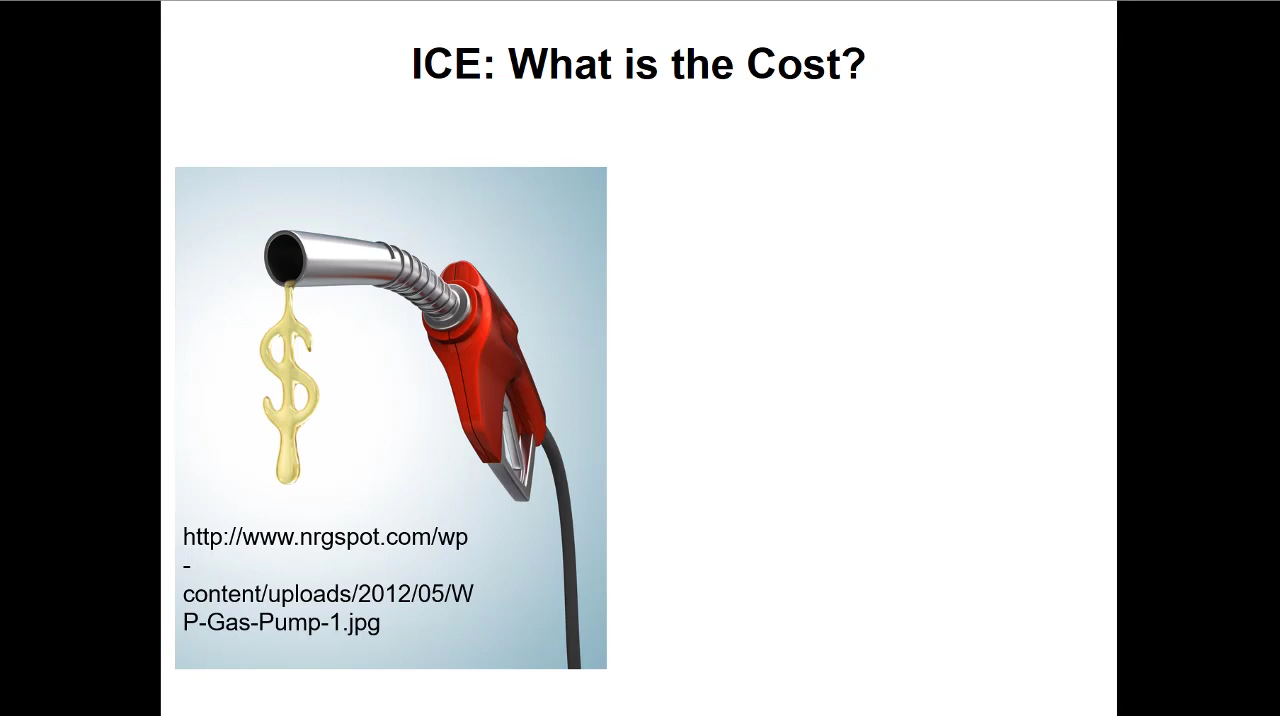 ICE: What is the Cost?
http://www.nrgspot.com/wp
-
content/uploads/2012/05/W
P-Gas-Pump-1.jpg